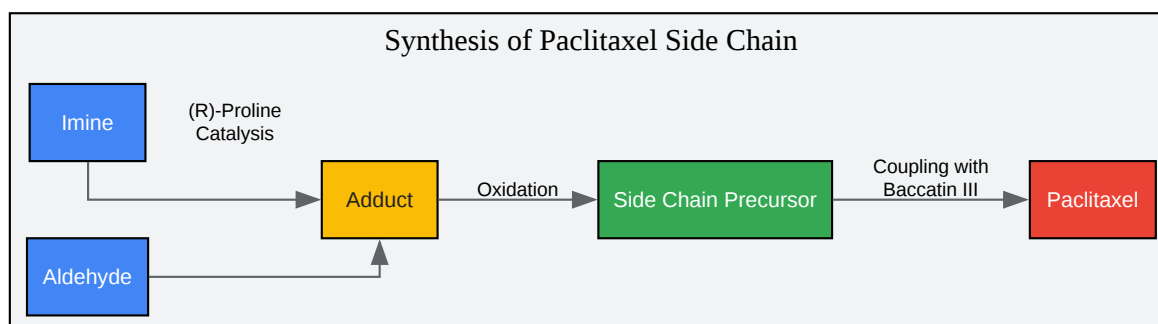 Synthesis of Paclitaxel Side Chain
Imine
(R)-Proline
Catalysis
Adduct
Oxidation
Side Chain Precursor
Coupling with
Baccatin III
Paclitaxel
Aldehyde